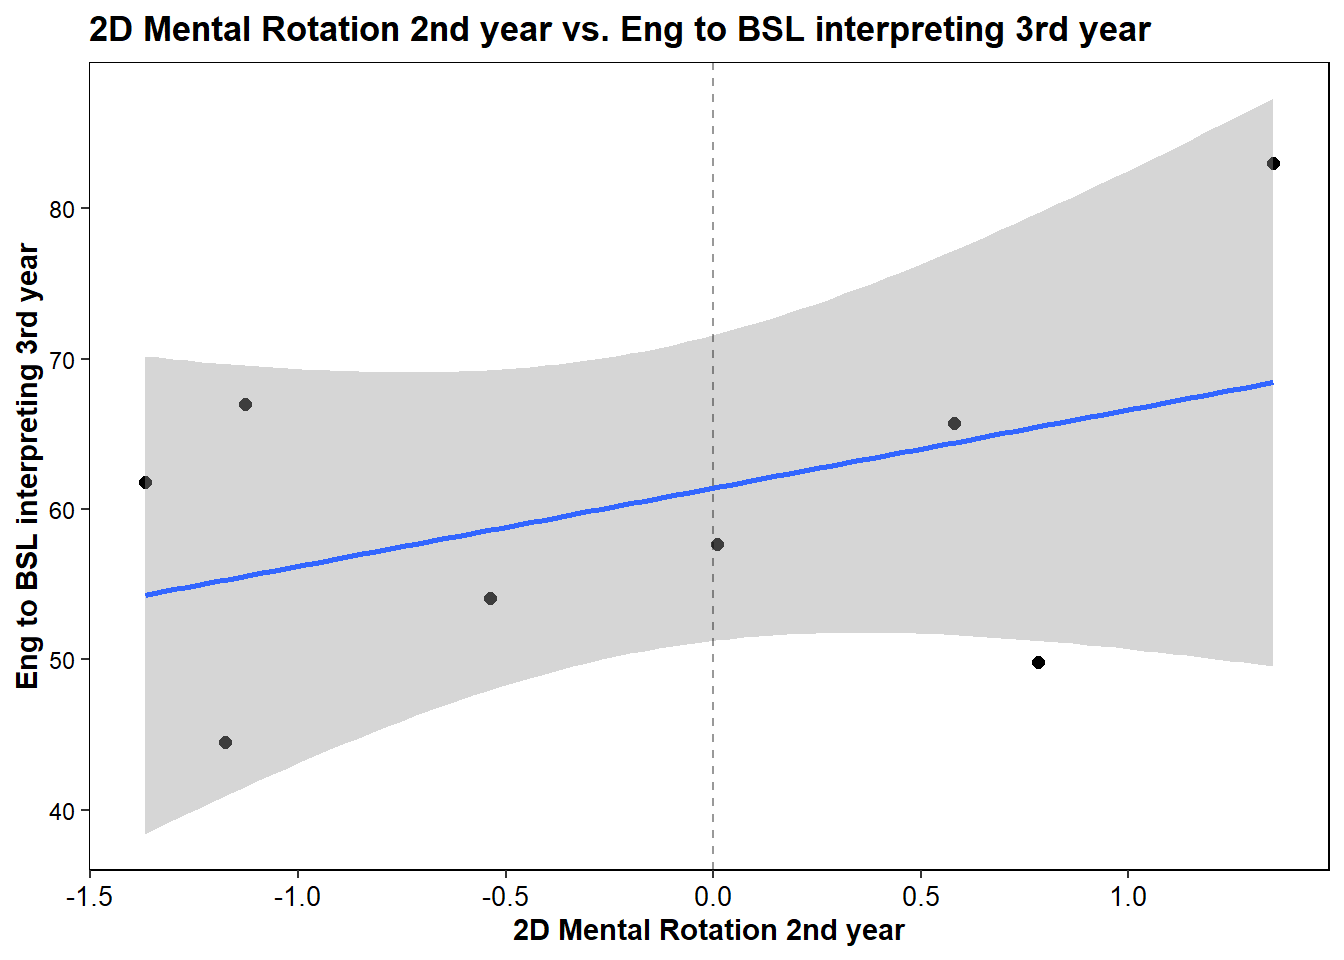 2D Mental Rotation 2nd year vs. Eng to BSL interpreting 3rd year
Eng to BSL interpreting 3rd year
80
70
60
50
40
-1.5 -1.0 -0.5 0.0 0.5 1.0
2D Mental Rotation 2nd year